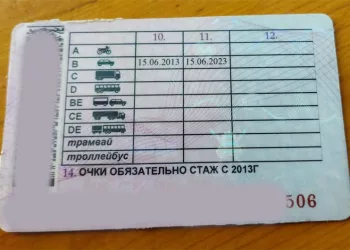 10. 11. 12.
A
B 15.06.2013 15.06.2023
C
D
BE
CE
DE
трамвай
троллейбус
14. ОЧКИ ОБЯЗАТЕЛЬНО СТАЖ С 2013Г
506